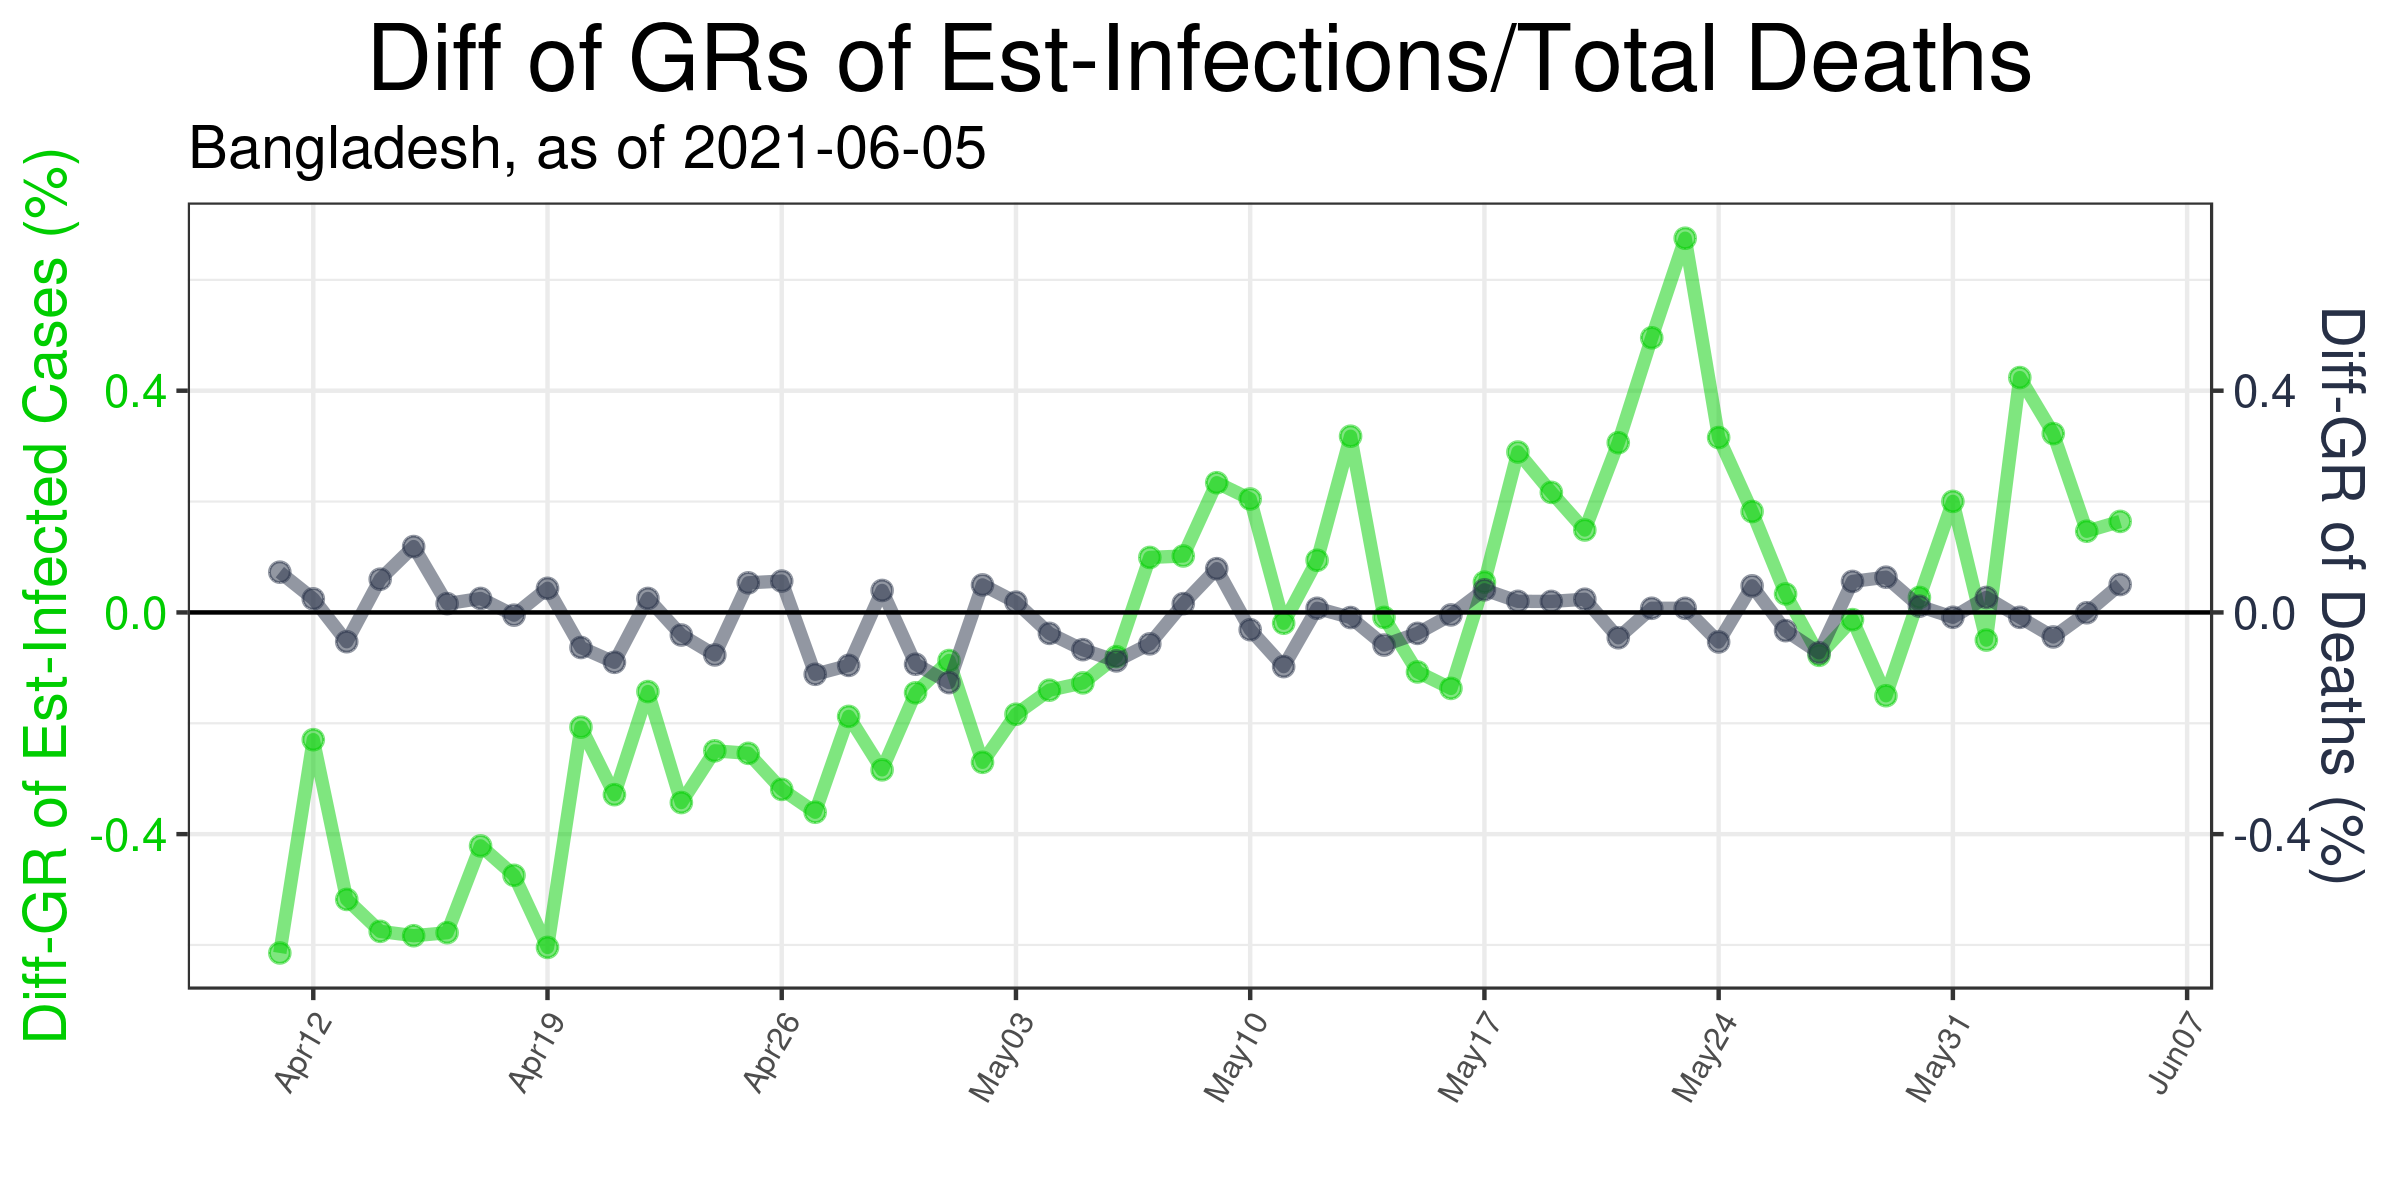 Diff of GRs of Est-Infections/Total Deaths
Bangladesh, as of 2021-06-05
Diff-GR of Est-Infected Cases (%)
0.4
0.0
-0.4
0.4
0.0
-0.4
Diff-GR of Deaths (%)
Apr12
Apr19
Apr26
May03
May10
May17
May24
May31
Jun07